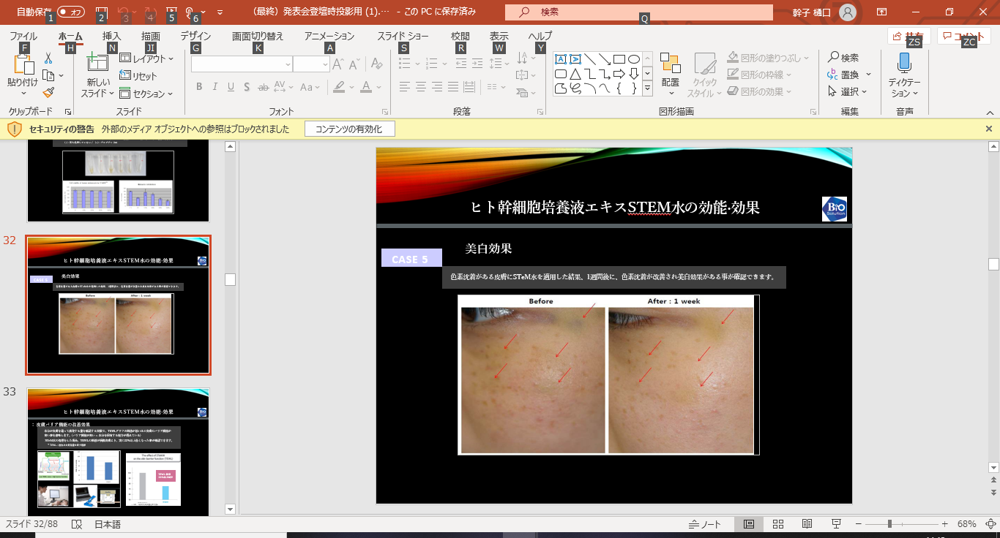 自動保存 オフ
（最終）発表会登壇時投影用 (1).… - この PC に保存済み
検索
幹子 樋口
1 2 3 4 5 6 Q
ファイル ホーム 挿入 描画 デザイン 画面切り替え アニメーション スライド ショー 校閲 表示 ヘルプ 共有 コメント
F H N JI G K A S R W Y ZS ZC
貼り付け
新しい
スライド
レイアウト
リセット
セクション
B I U S ab AV Aa A
配置
クイック
スタイル
図形の塗りつぶし
図形の枠線
図形の効果
検索
置換
選択
ディクテー
ション
クリップボード スライド フォント 段落 図形描画 編集 音声
セキュリティの警告 外部のメディア オブジェクトへの参照はブロックされました コンテンツの有効化
32
ヒト幹細胞培養液エキスSTEM水の効能·効果
美白効果
CASE 5
Before After : 1 week
33
ヒト幹細胞培養液エキスSTEM水の効能·効果
: 皮膚バリア機能の改善効果
ヒト幹細胞培養液エキスSTEM水の効能·効果
Bio
Solution
美白効果
CASE 5
色素沈着がある皮膚にSTeM水を適用した結果、1週間後に、色素沈着が改善され美白効果がある事が確認できます。
Before After : 1 week
スライド 32/88 日本語 ノート 68%